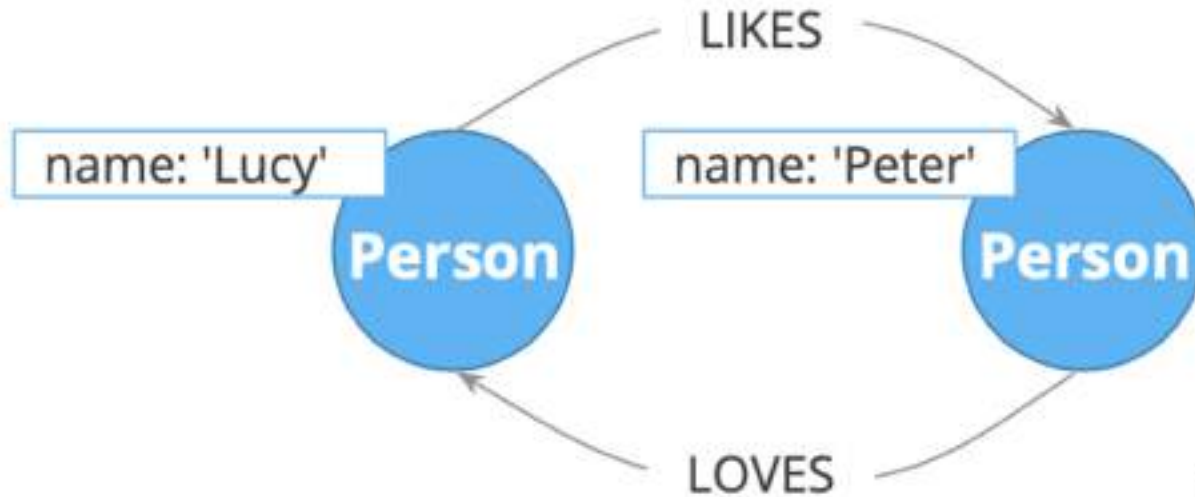 LIKES
name: 'Lucy'
name: 'Peter'
Person
Person
LOVES